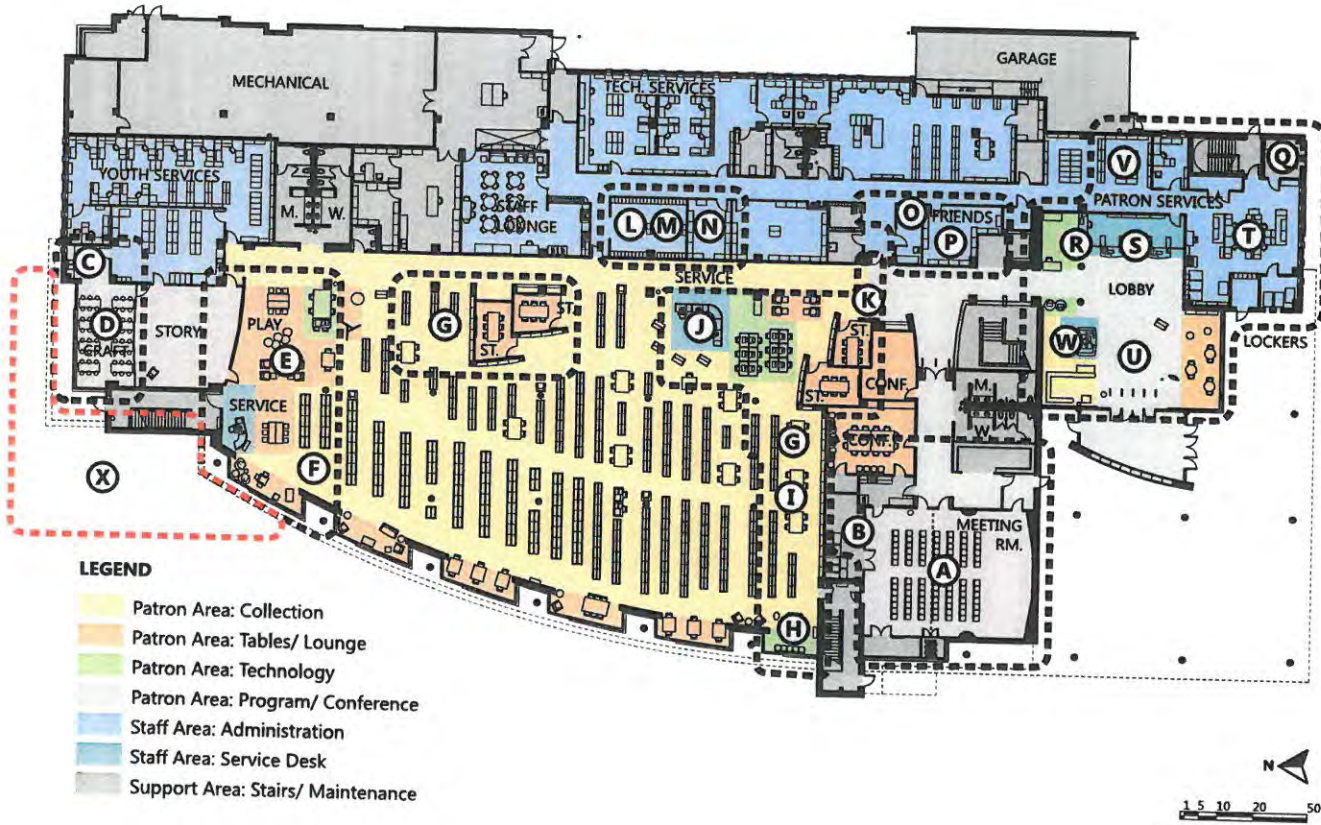 GARAGE
MECHANICAL
TECH. SERVICES
V
Q
YOUTH SERVICES
M.
W.
STAFF
LOUNGE
L
M
N
O
FRIENDS
P
PATRON SERVICES
R
S
T
C
SERVICE
K
LOBBY
D
CRAFT
STORY
PLAY
E
G
ST.
ST.
J
ST.
CONF.
ST.
W
U
LOCKERS
M.
W
SERVICE
F
G
CONF.
I
X
B
MEETING
RM.
A
H
LEGEND
Patron Area: Collection
Patron Area: Tables/ Lounge
Patron Area: Technology
Patron Area: Program/ Conference
Staff Area: Administration
Staff Area: Service Desk
Support Area: Stairs/ Maintenance
N
1 5 10 20 50